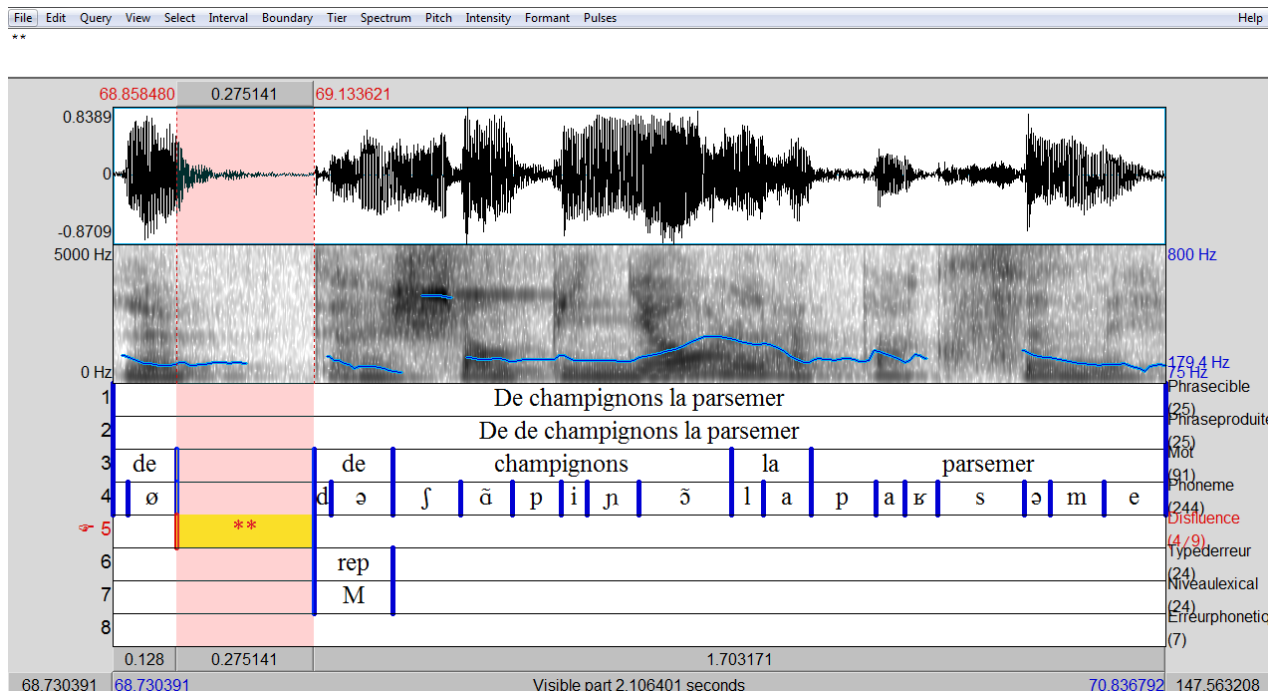 File Edit Query View Select Interval Boundary Tier Spectrum Pitch Intensity Formant Pulses Help
**
68.858480 0.275141 69.133621
0.8389
0
-0.8709
5000 Hz 800 Hz
179.4 Hz
0 Hz 75 Hz
1 De champignons la parsemer Phrasecible (25)
2 De de champignons la parsemer Phraseproduite (25)
3 de de champignons la parsemer Mot (91)
4 ø d ə ʃ ɑ̃ p i ɲ ɔ̃ l a p a ʁ s ə m e Phoneme (244)
5 ** Disfluence (4/9)
6 rep Typederreur (24)
7 M Niveaulexical (24)
8 Erreurphonetic (7)
0.128 0.275141 1.703171
68.730391 68.730391 Visible part 2.106401 seconds 70.836792 147.563208